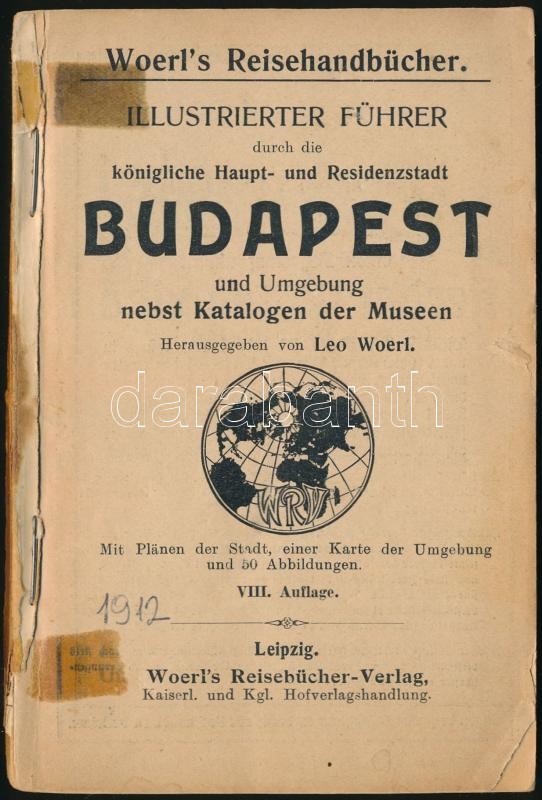 Woerl's Reisehandbücher.
ILLUSTRIERTER FÜHRER
durch die
königliche Haupt- und Residenzstadt
BUDAPEST
und Umgebung
nebst Katalogen der Museen
Herausgegeben von Leo Woerl.
darabanth
WRV
Mit Plänen der Stadt, einer Karte der Umgebung
und 50 Abbildungen.
VIII. Auflage.
1912
Leipzig.
Woerl's Reisebücher-Verlag,
Kaiserl. und Kgl. Hofverlagshandlung.